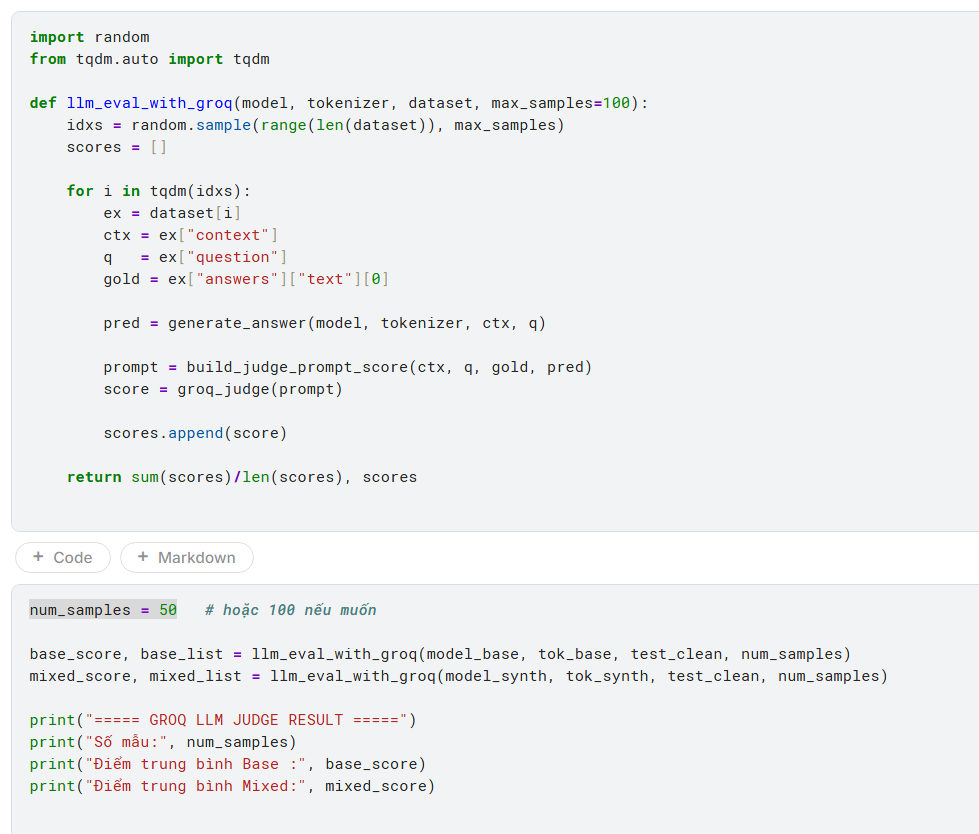 import random
from tqdm.auto import tqdm
def llm_eval_with_groq(model, tokenizer, dataset, max_samples=100):
    idxs = random.sample(range(len(dataset)), max_samples)
    scores = []
    for i in tqdm(idxs):
        ex = dataset[i]
        ctx = ex["context"]
        q   = ex["question"]
        gold = ex["answers"]["text"][0]
        pred = generate_answer(model, tokenizer, ctx, q)
        prompt = build_judge_prompt_score(ctx, q, gold, pred)
        score = groq_judge(prompt)
        scores.append(score)
    return sum(scores)/len(scores), scores
+ Code + Markdown
num_samples = 50   # hoặc 100 nếu muốn
base_score, base_list = llm_eval_with_groq(model_base, tok_base, test_clean, num_samples)
mixed_score, mixed_list = llm_eval_with_groq(model_synth, tok_synth, test_clean, num_samples)
print("===== GROQ LLM JUDGE RESULT =====")
print("Số mẫu:", num_samples)
print("Điểm trung bình Base :", base_score)
print("Điểm trung bình Mixed:", mixed_score)